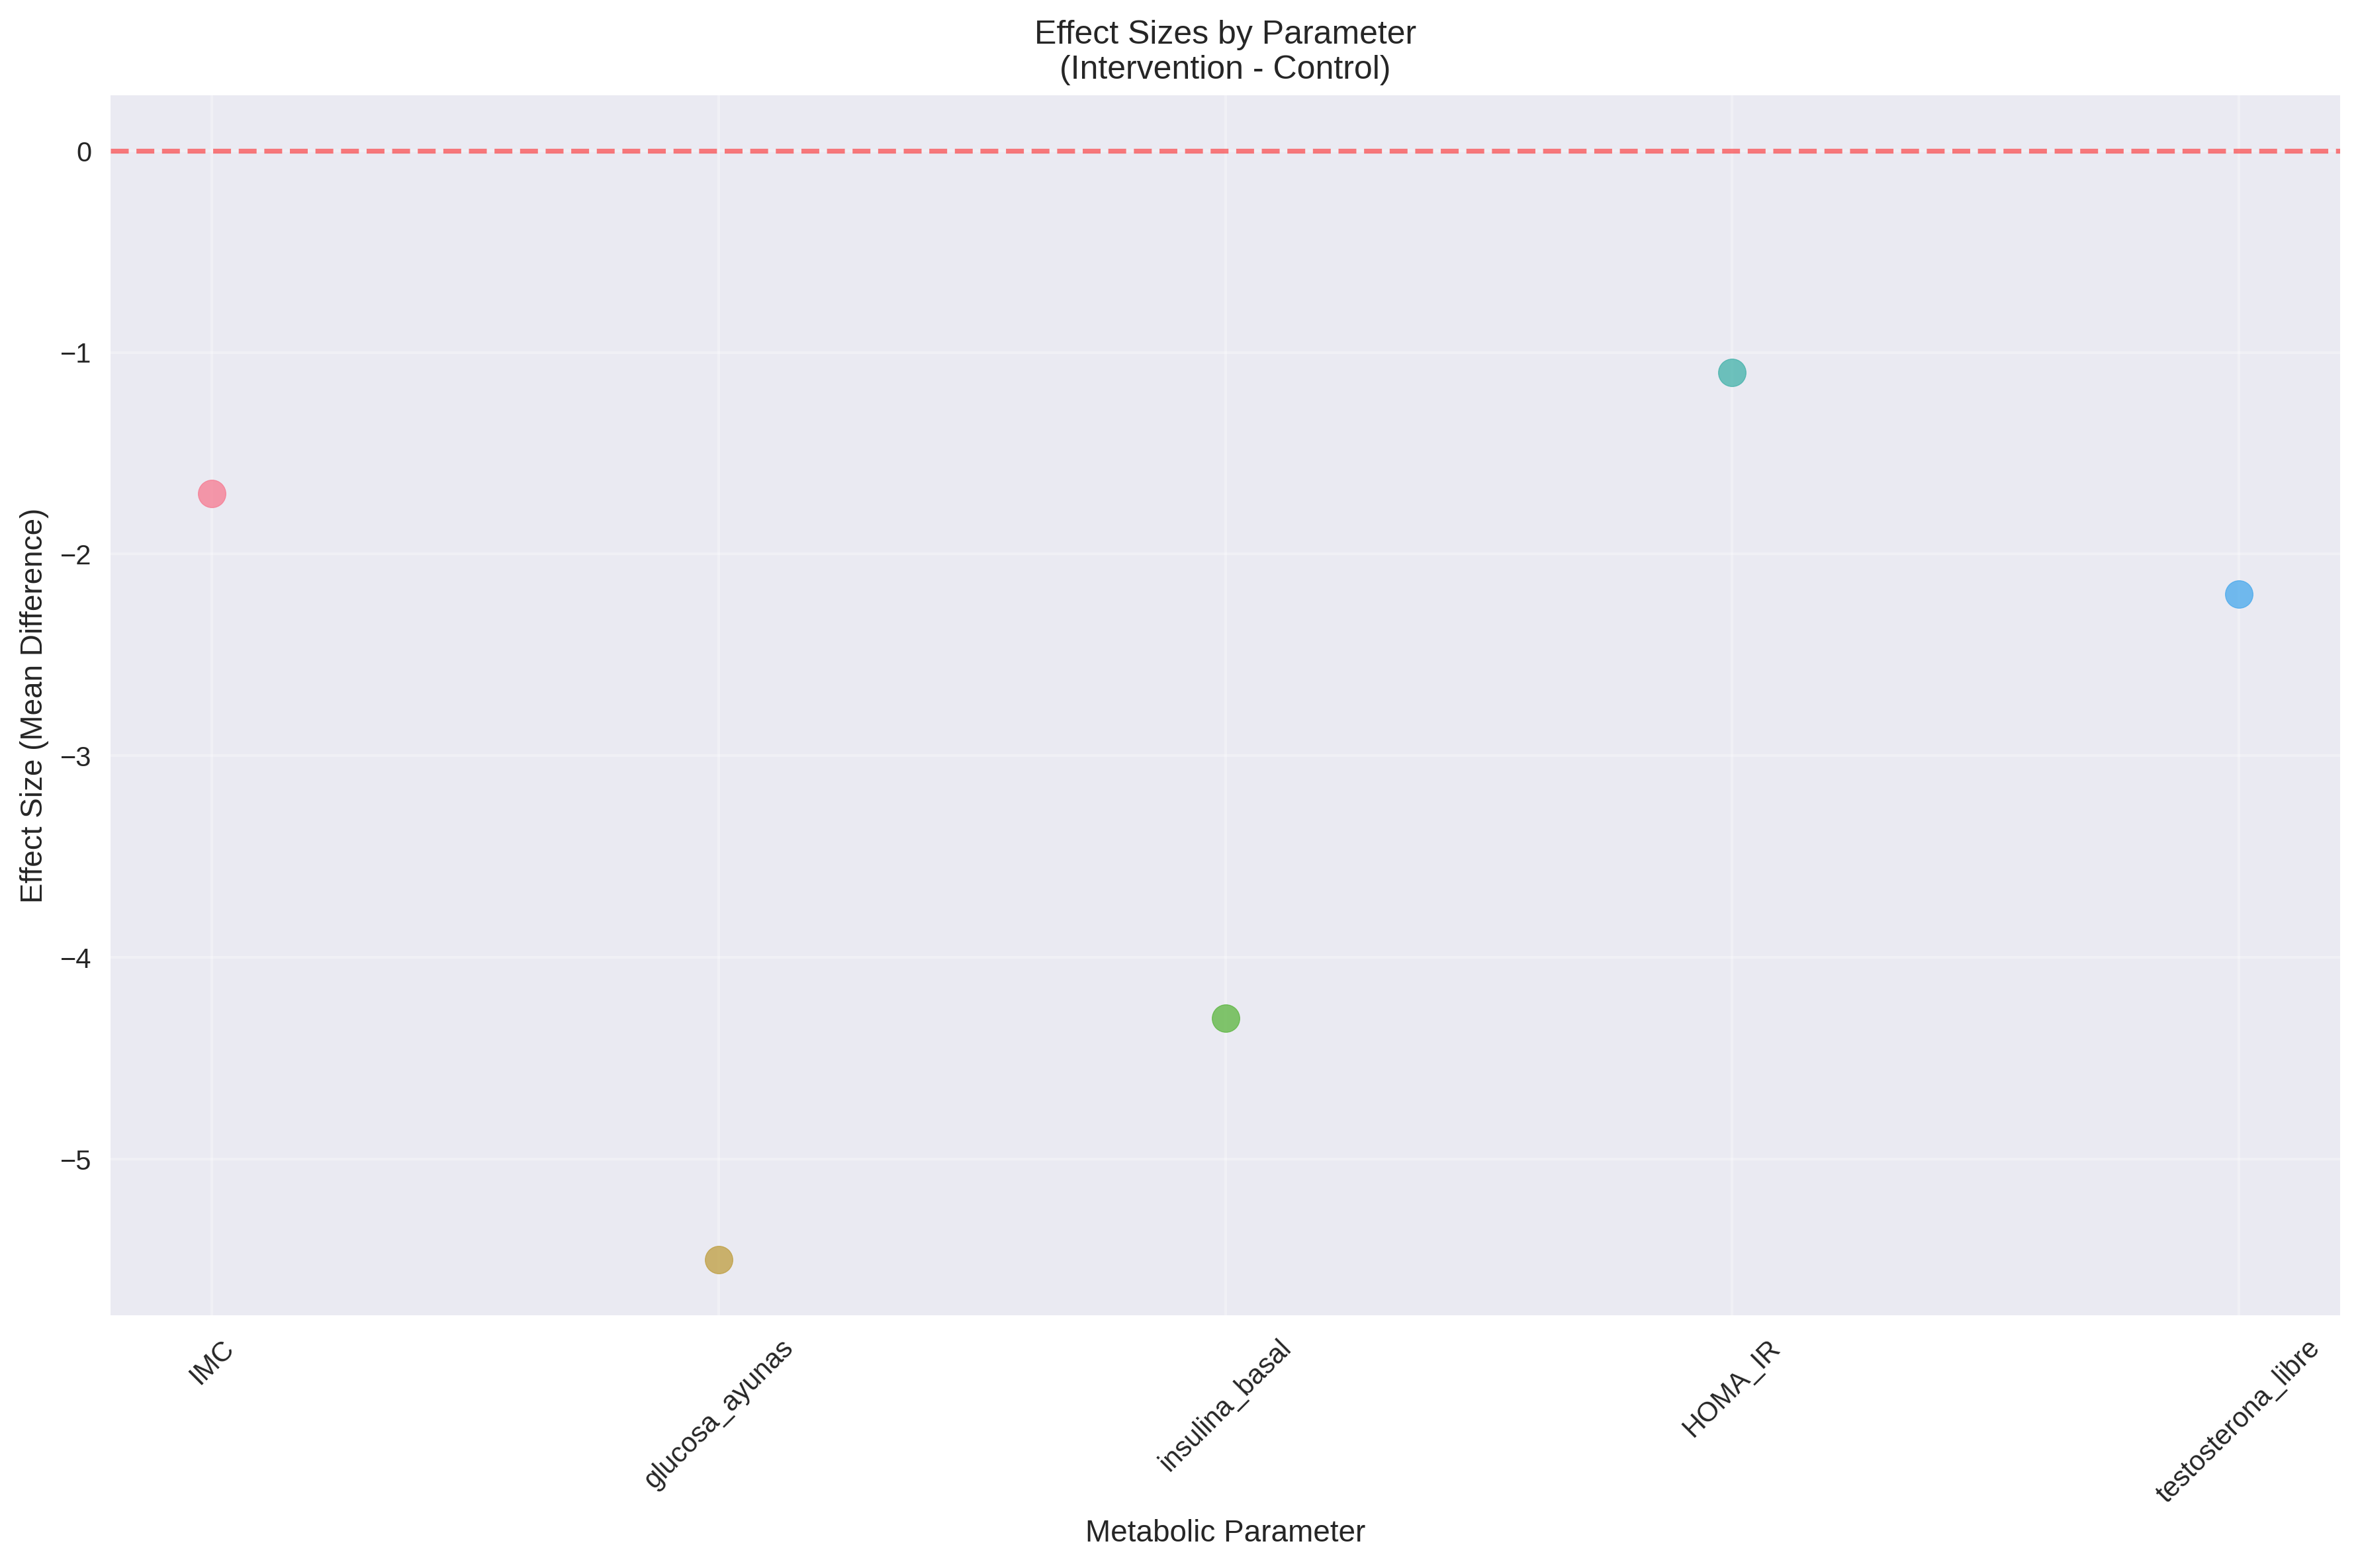 Effect Sizes by Parameter
(Intervention - Control)
Effect Size (Mean Difference)
0
−1
−2
−3
−4
−5
IMC
glucosa_ayunas
insulina_basal
HOMA_IR
testosterona_libre
Metabolic Parameter